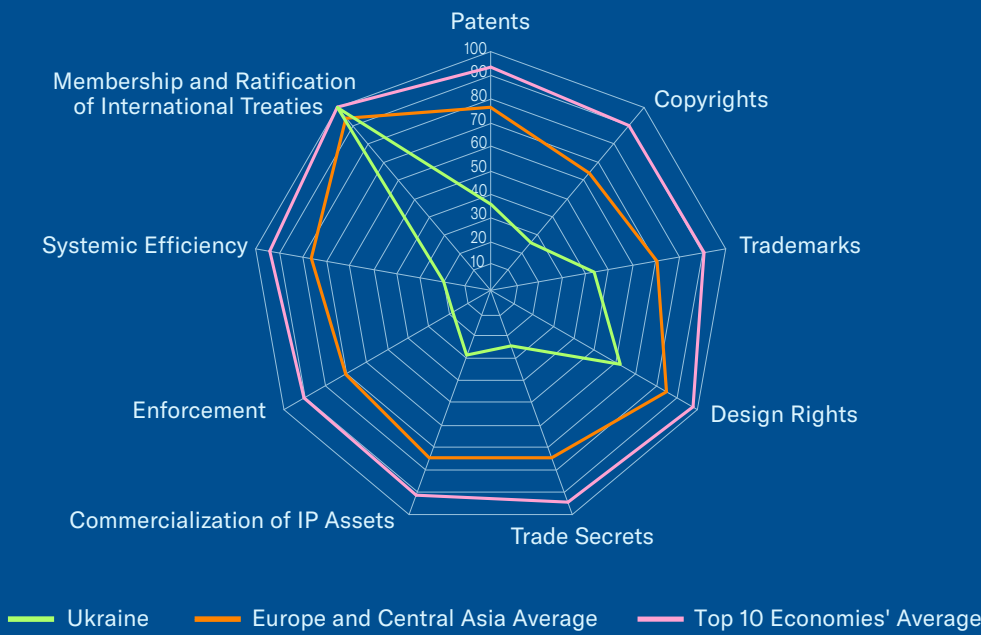 Patents
100
90
80
70
60
50
40
30
20
10
Membership and Ratification
of International Treaties
Copyrights
Systemic Efficiency
Trademarks
Enforcement
Design Rights
Commercialization of IP Assets
Trade Secrets
Ukraine
Europe and Central Asia Average
Top 10 Economies' Average